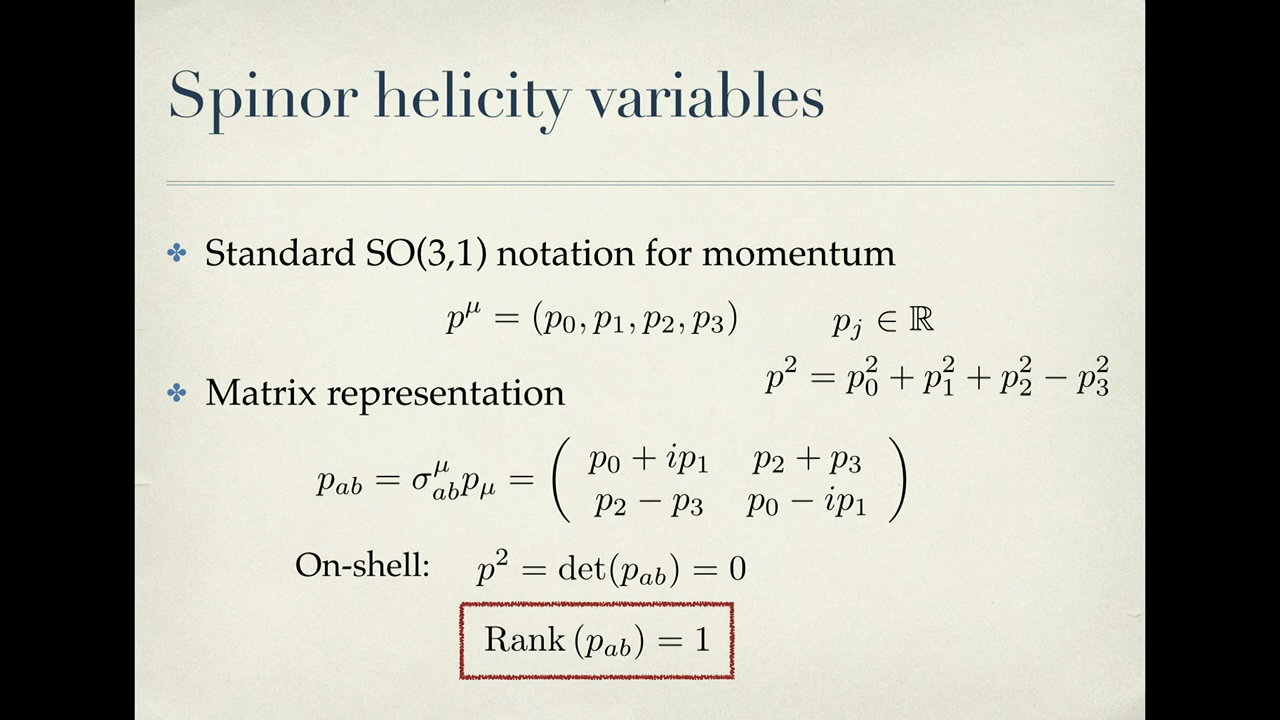 Spinor helicity variables
✤ Standard SO(3,1) notation for momentum
p^μ = (p_0, p_1, p_2, p_3)    p_j ∈ ℝ
p^2 = p_0^2 + p_1^2 + p_2^2 − p_3^2
✤ Matrix representation
p_{ab} = σ^μ_{ab} p_μ = ( p_0 + ip_1    p_2 + p_3
p_2 − p_3    p_0 − ip_1 )
On-shell: p^2 = det(p_{ab}) = 0
Rank (p_{ab}) = 1